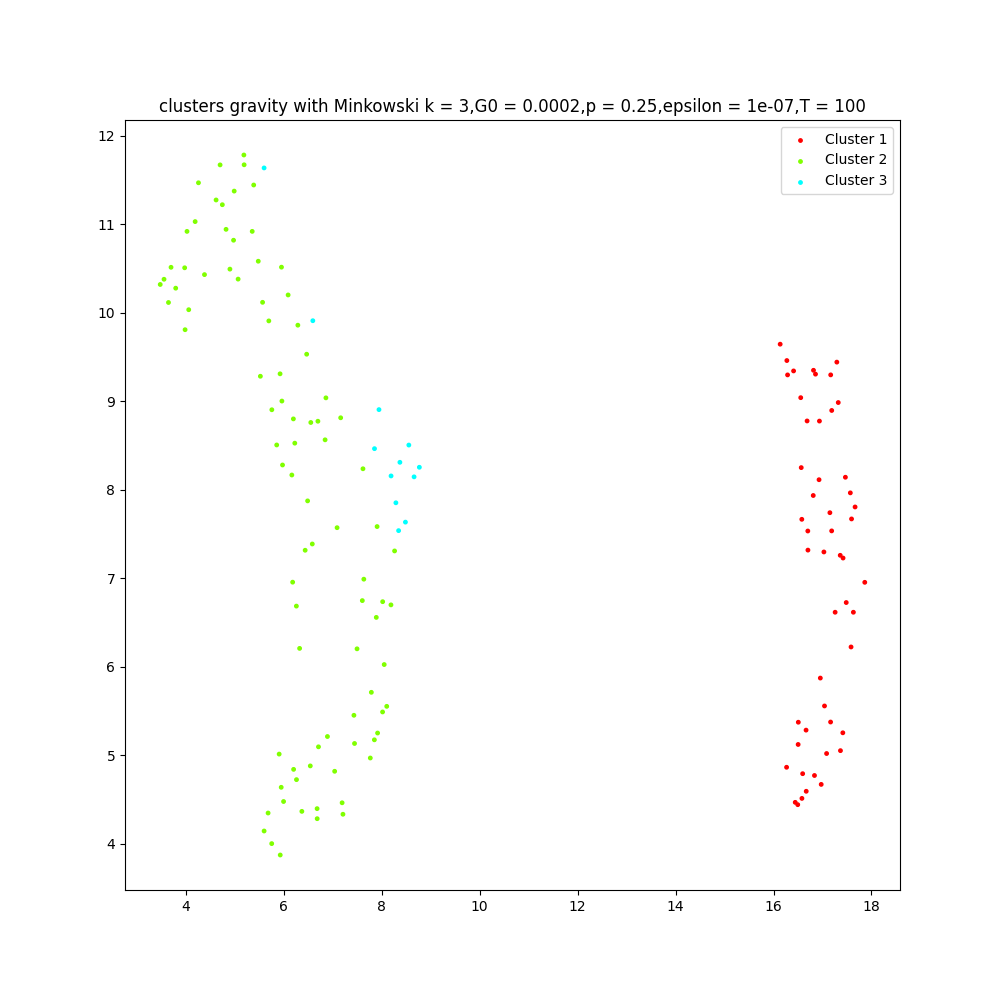 clusters gravity with Minkowski k = 3,G0 = 0.0002,p = 0.25,epsilon = 1e-07,T = 100
Cluster 1
Cluster 2
Cluster 3
12
11
10
9
8
7
6
5
4
4 6 8 10 12 14 16 18